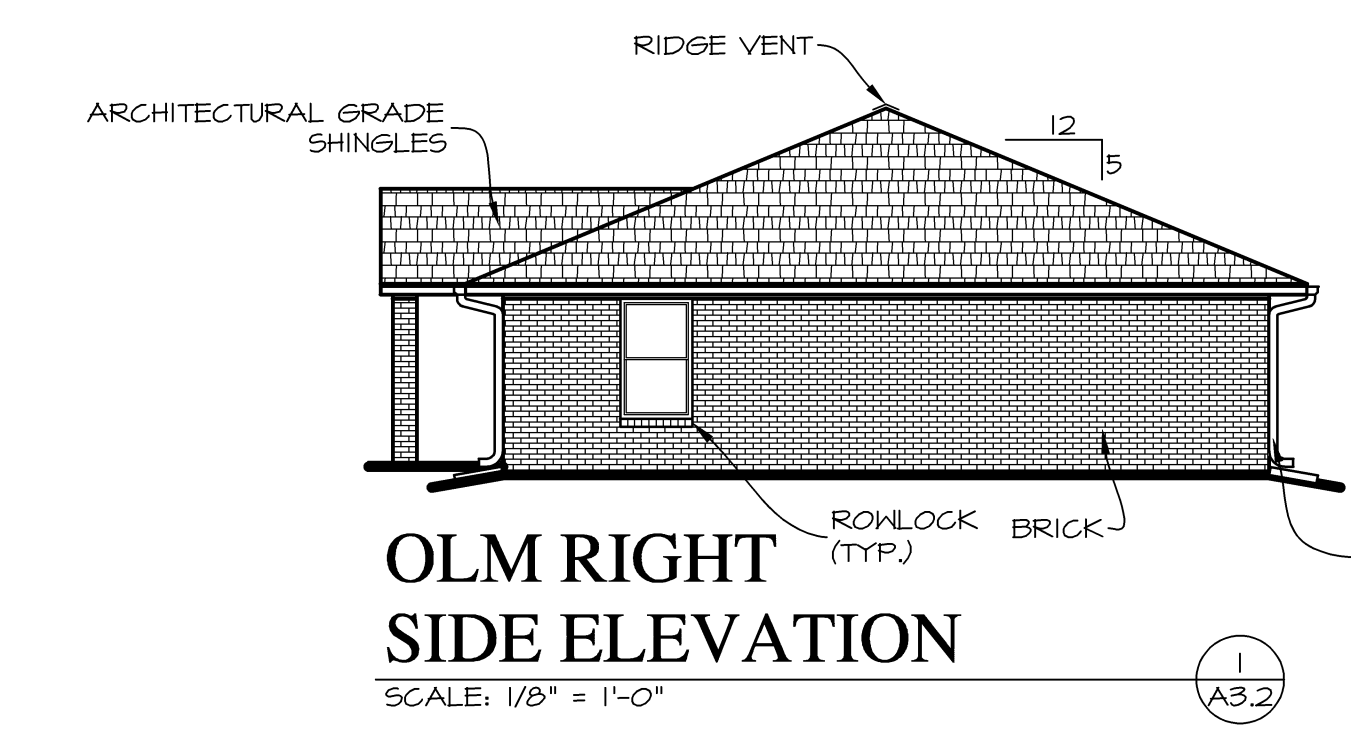 RIDGE VENT
ARCHITECTURAL GRADE
SHINGLES
12
5
ROWLOCK
(TYP.)
BRICK
OLM RIGHT
SIDE ELEVATION
SCALE: 1/8" = 1'-0"
1
A3.2